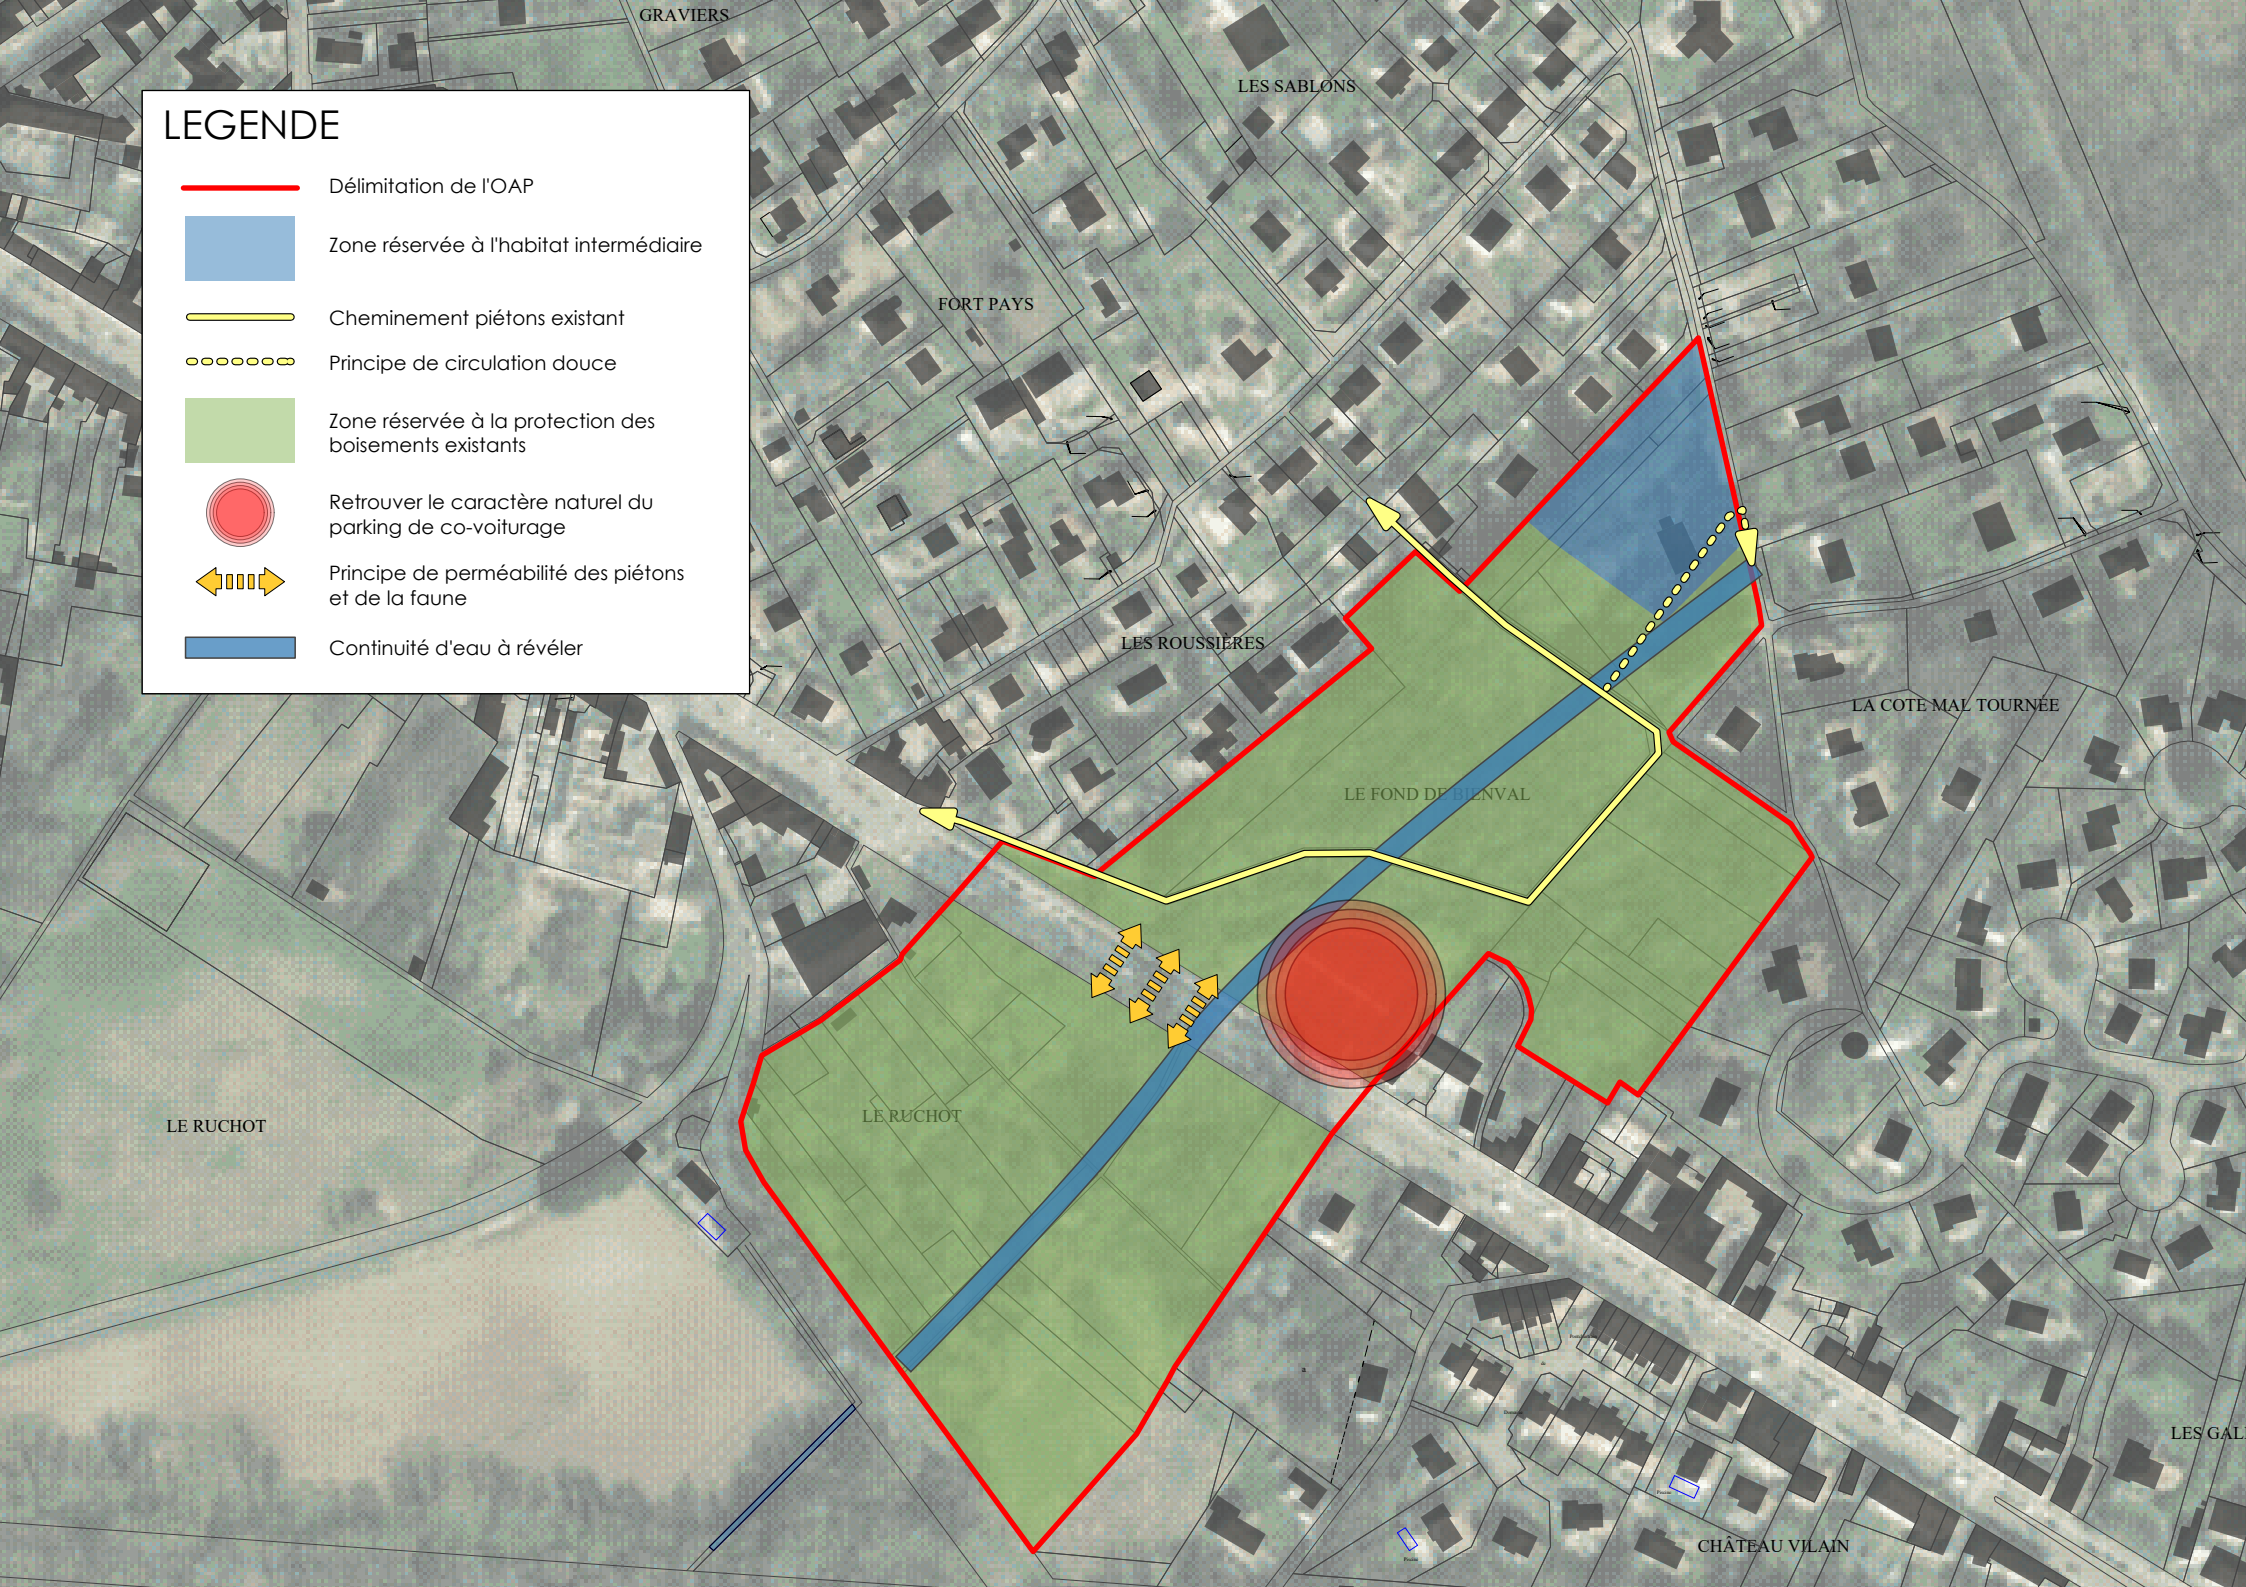 GRAVIERS
LES SABLONS
LEGENDE
Délimitation de l'OAP
Zone réservée à l'habitat intermédiaire
Cheminement piétons existant
Principe de circulation douce
Zone réservée à la protection des
boisements existants
Retrouver le caractère naturel du
parking de co-voiturage
Principe de perméabilité des piétons
et de la faune
Continuité d'eau à révéler
FORT PAYS
LES ROUSSIÈRES
LA COTE MAL TOURNÉE
LE FOND DE BIENVAL
LE RUCHOT
LE RUCHOT
LES GAL
CHÂTEAU VILAIN